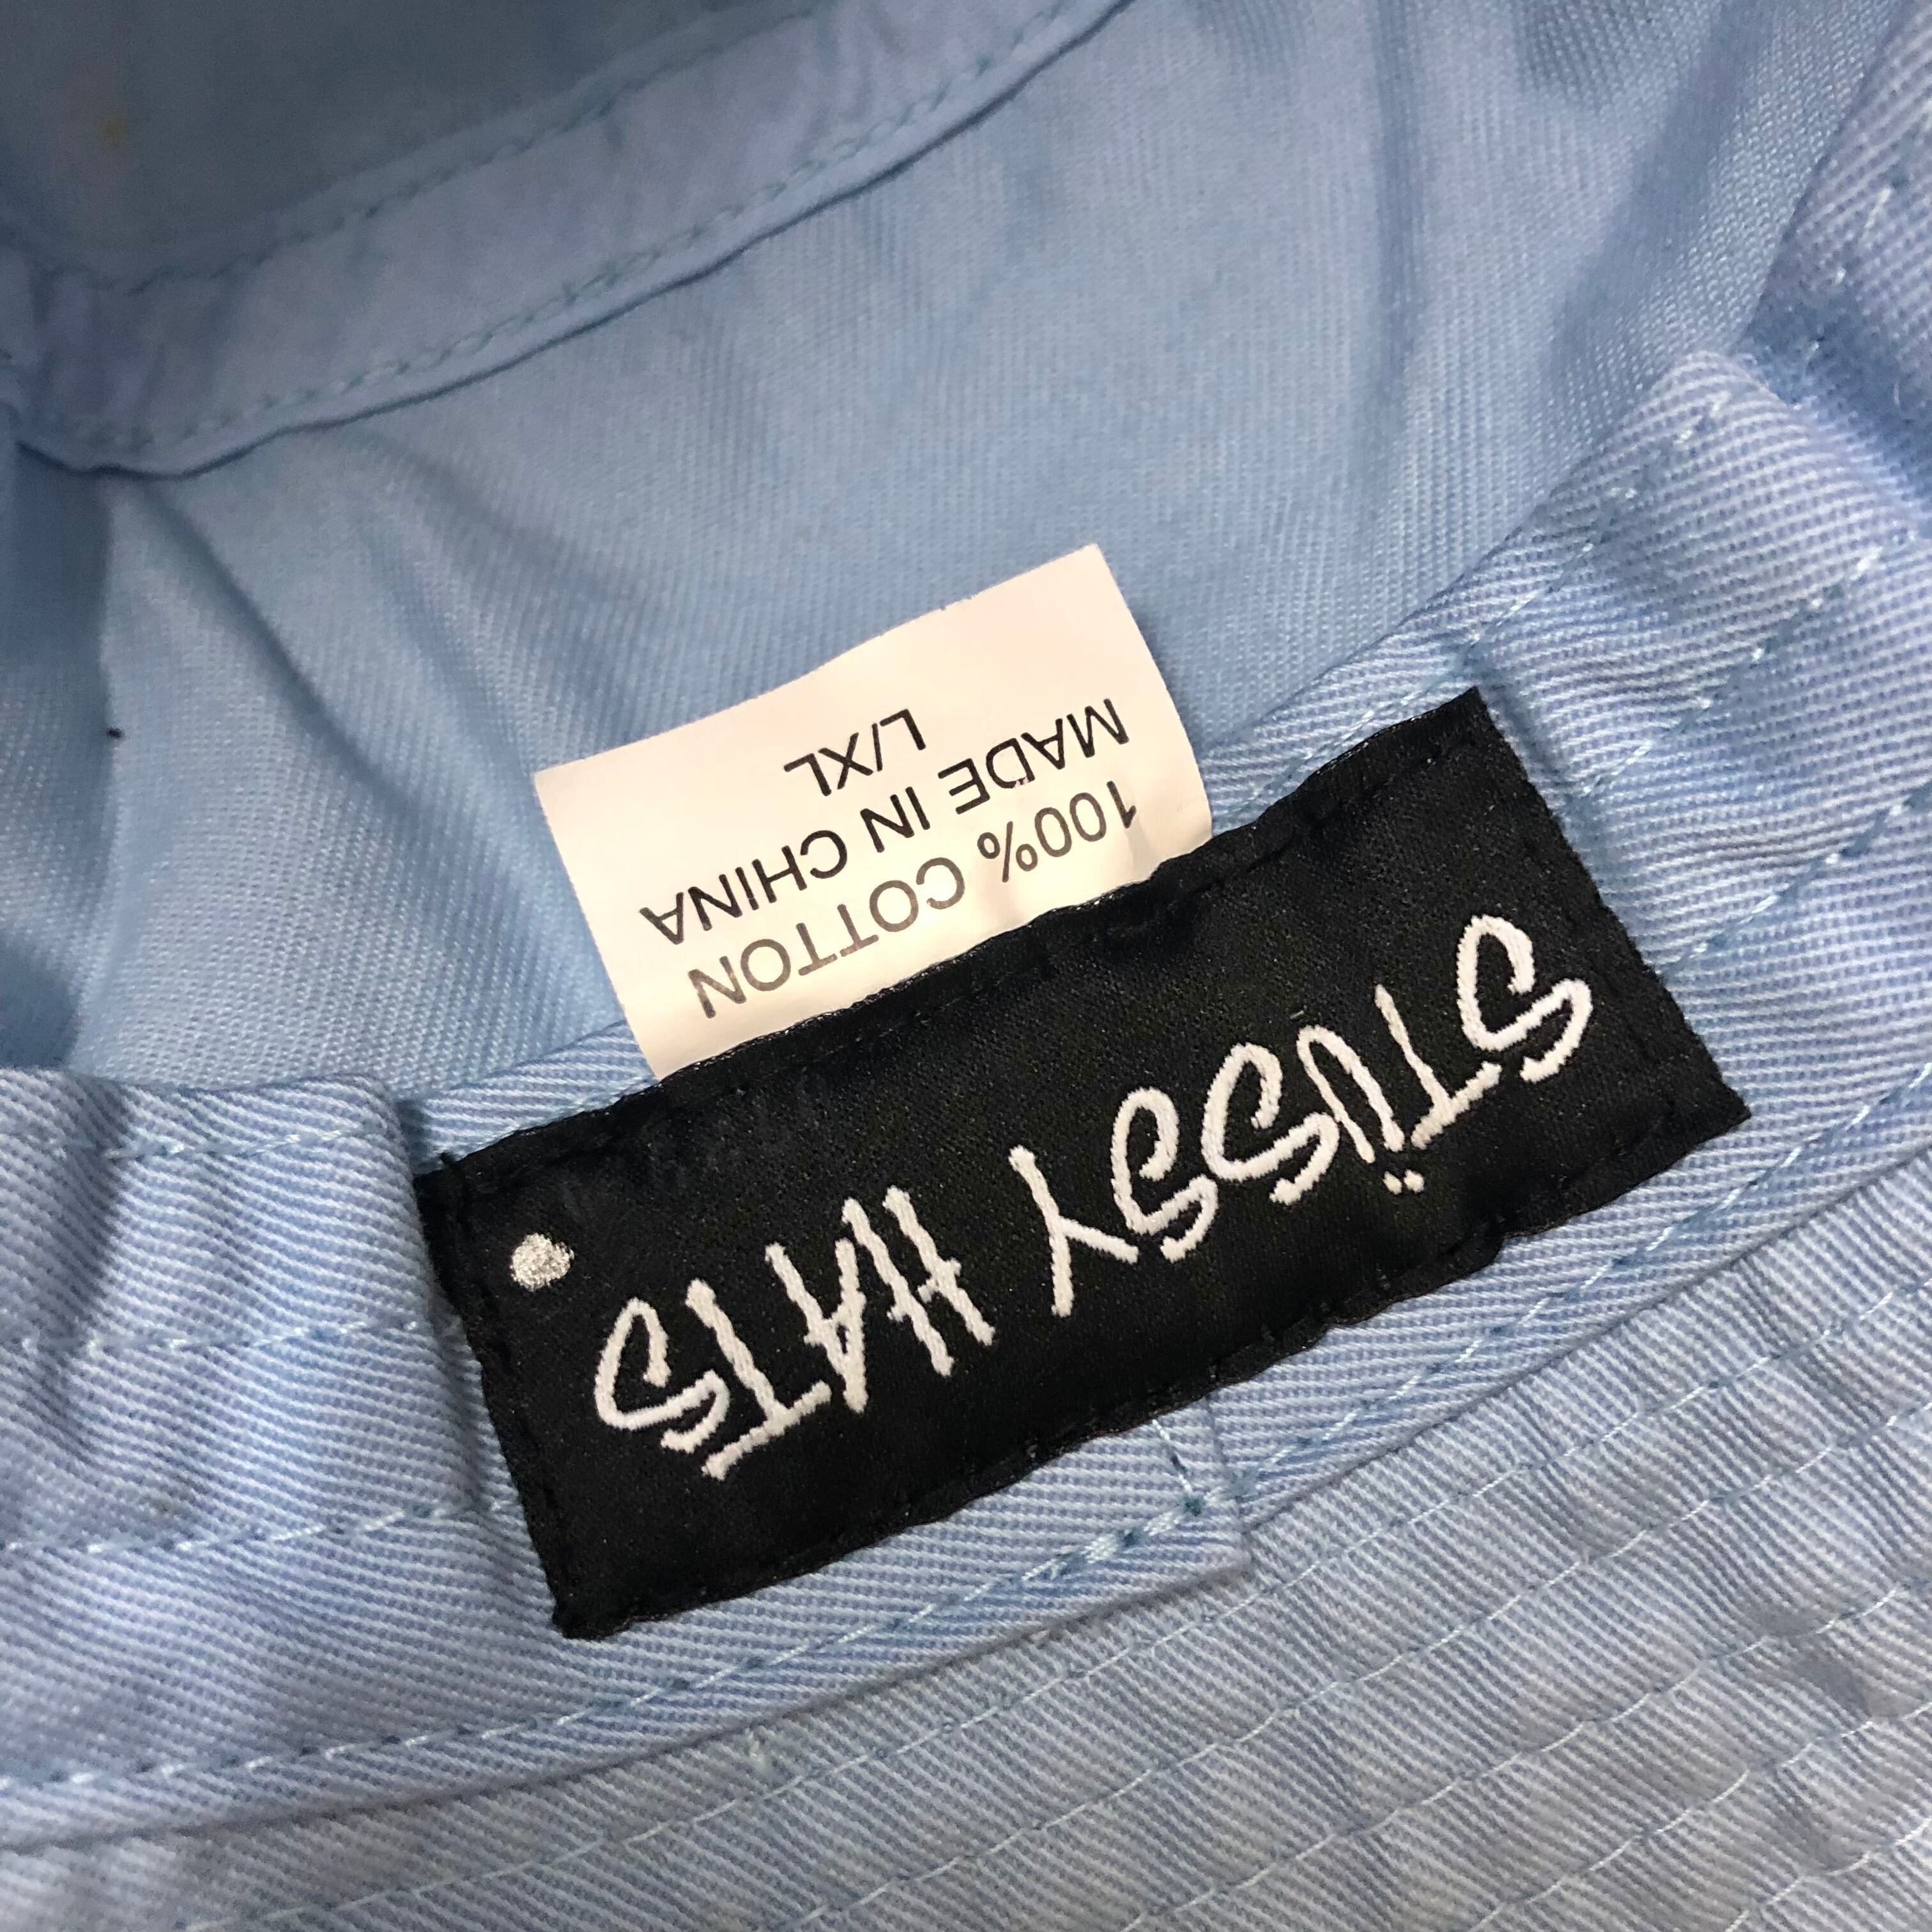 STÜSSY HATS
100% COTTON
MADE IN CHINA
L/XL